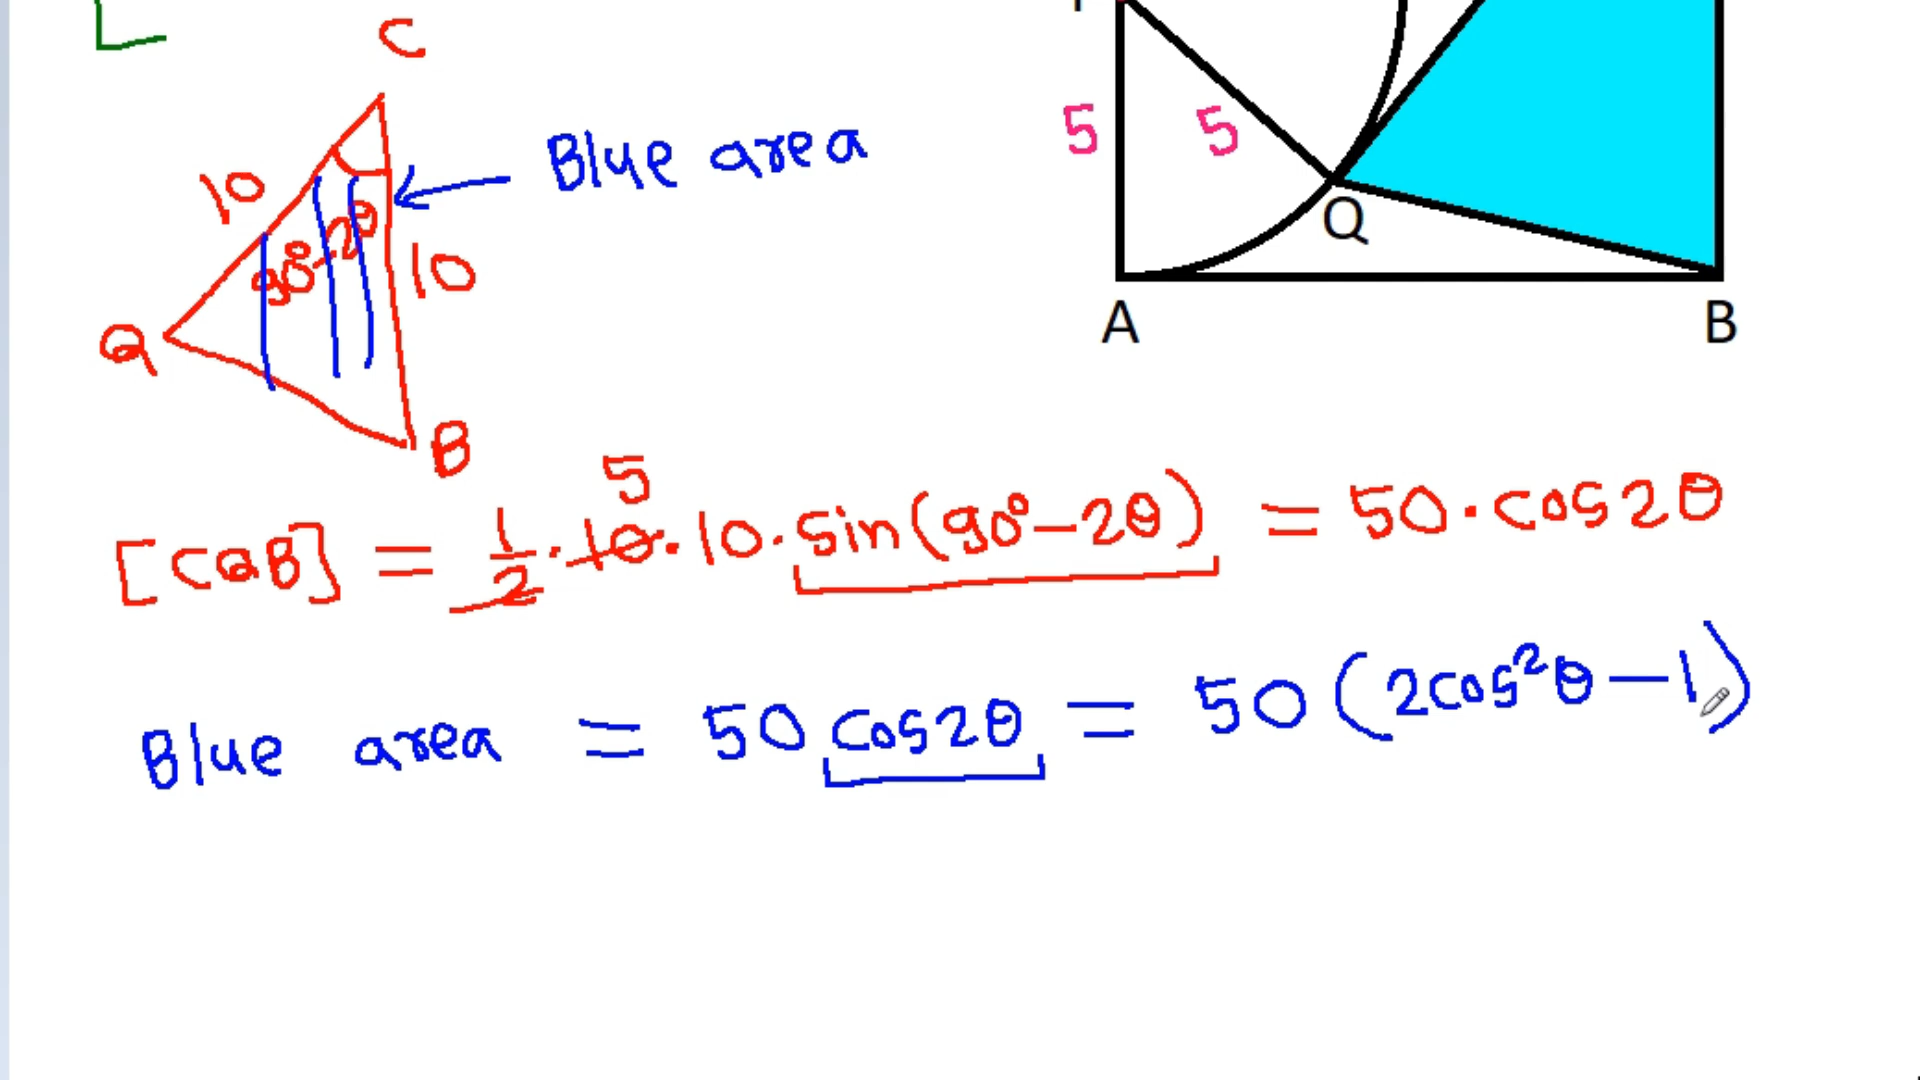 C
10
90°-2θ
10
Q
B
Blue area
5
5
Q
A
B
5
[CQB] = 1/2 · 10 · 10 · sin(90°-2θ) = 50 · cos2θ
Blue area = 50 cos2θ = 50 (2cos²θ - 1)